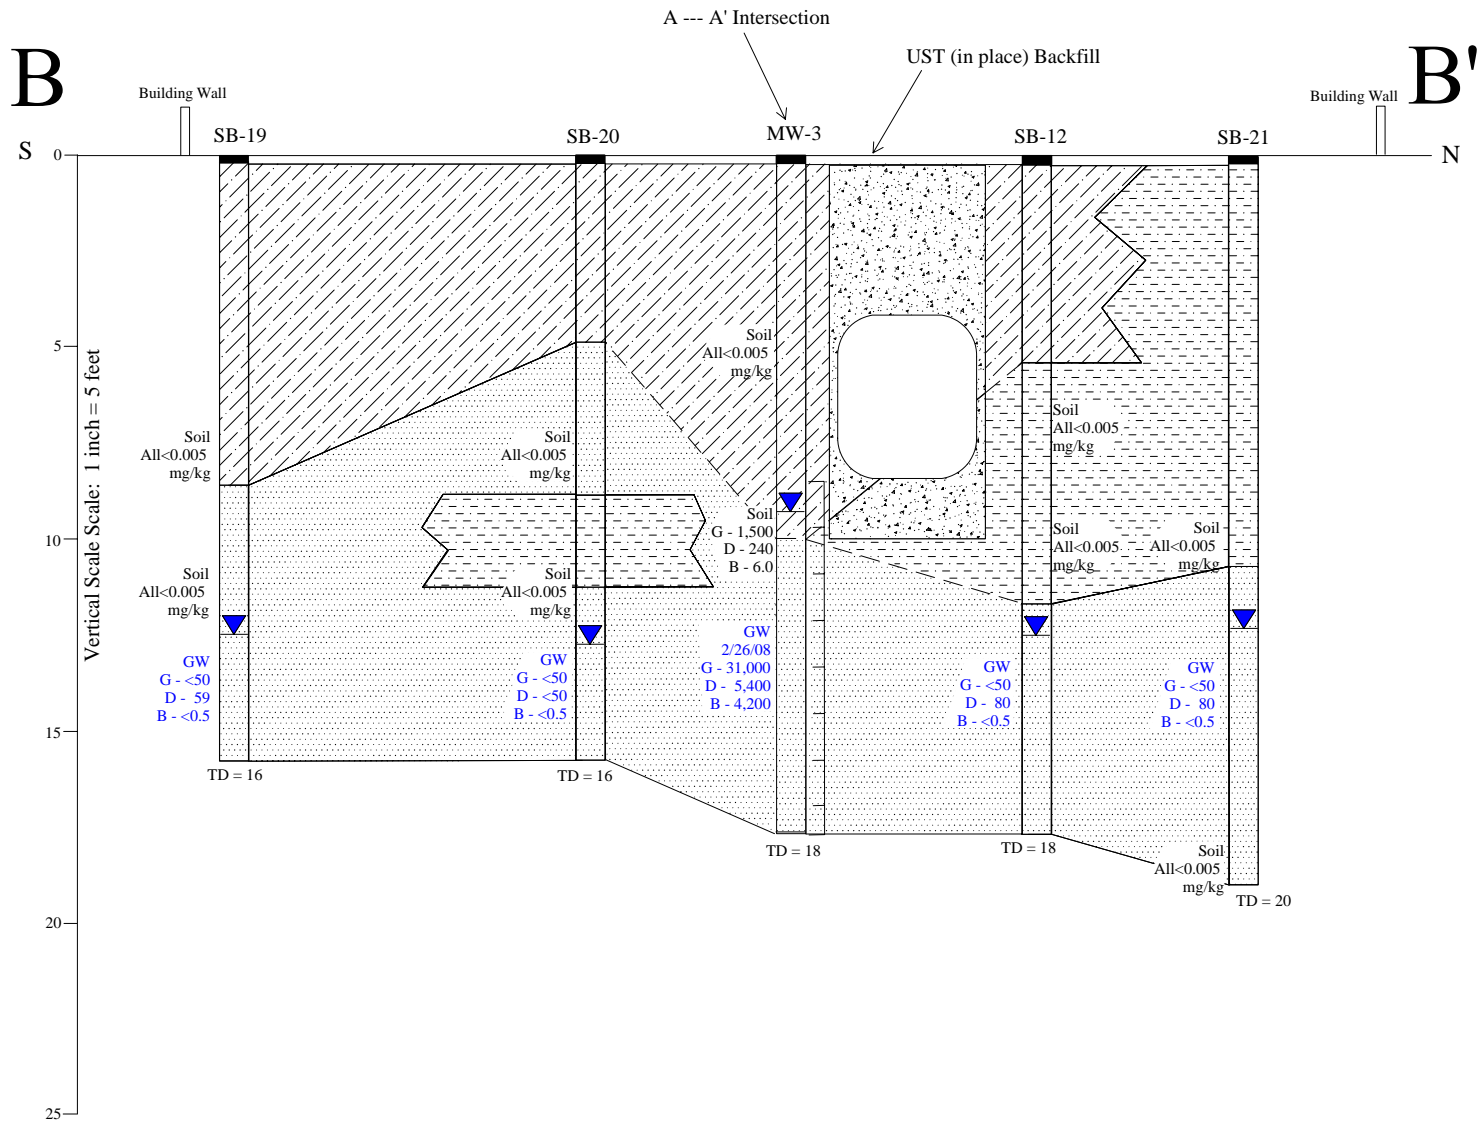 A --- A' Intersection
UST (in place) Backfill
B
B'
Building Wall
Building Wall
SB-19
SB-20
MW-3
SB-12
SB-21
S
N
0
5
10
15
20
25
Vertical Scale Scale: 1 inch = 5 feet
Soil
All<0.005
mg/kg
Soil
All<0.005
mg/kg
GW
G - <50
D - 59
B - <0.5
TD = 16
Soil
All<0.005
mg/kg
Soil
All<0.005
mg/kg
GW
G - <50
D - <50
B - <0.5
TD = 16
Soil
All<0.005
mg/kg
Soil
G - 1,500
D - 240
B - 6.0
GW
2/26/08
G - 31,000
D - 5,400
B - 4,200
TD = 18
Soil
All<0.005
mg/kg
Soil
All<0.005
mg/kg
GW
G - <50
D - 80
B - <0.5
TD = 18
Soil
All<0.005
mg/kg
GW
G - <50
D - 80
B - <0.5
Soil
All<0.005
mg/kg
TD = 20